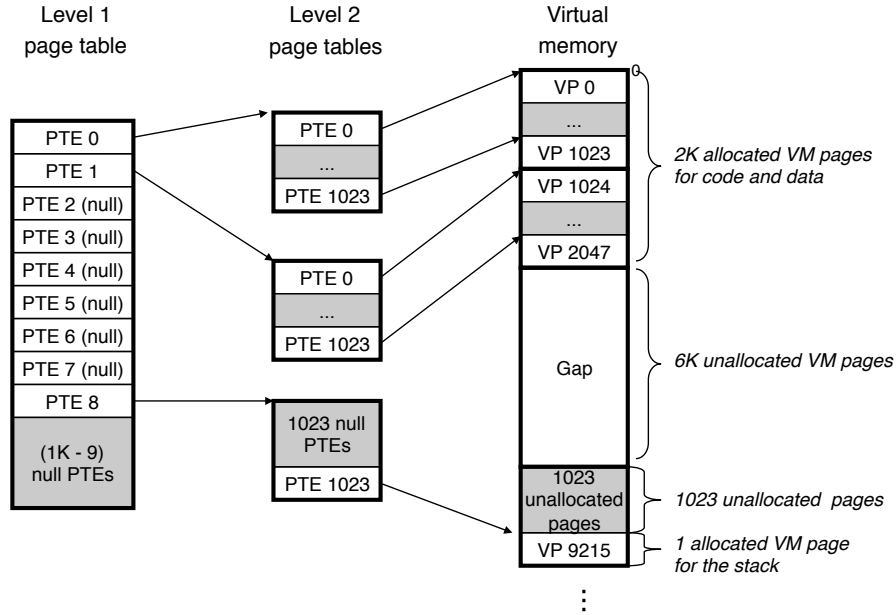 Level 1
page table
Level 2
page tables
Virtual
memory
PTE 0
PTE 1
PTE 2 (null)
PTE 3 (null)
PTE 4 (null)
PTE 5 (null)
PTE 6 (null)
PTE 7 (null)
PTE 8
(1K - 9)
null PTEs
PTE 0
...
PTE 1023
PTE 0
...
PTE 1023
1023 null
PTEs
PTE 1023
0
VP 0
...
VP 1023
VP 1024
...
VP 2047
Gap
1023
unallocated
pages
VP 9215
2K allocated VM pages
for code and data
6K unallocated VM pages
1023 unallocated  pages
1 allocated VM page
for the stack
...